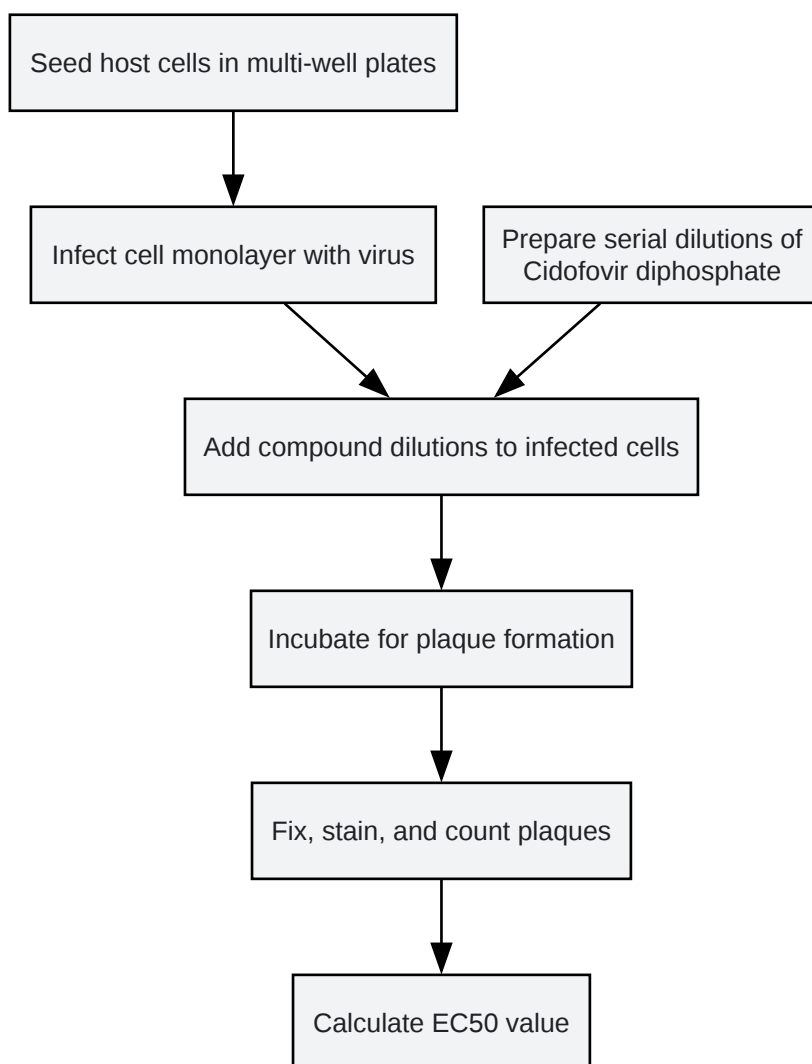 Seed host cells in multi-well plates
Infect cell monolayer with virus
Prepare serial dilutions of
Cidofovir diphosphate
Add compound dilutions to infected cells
Incubate for plaque formation
Fix, stain, and count plaques
Calculate EC50 value